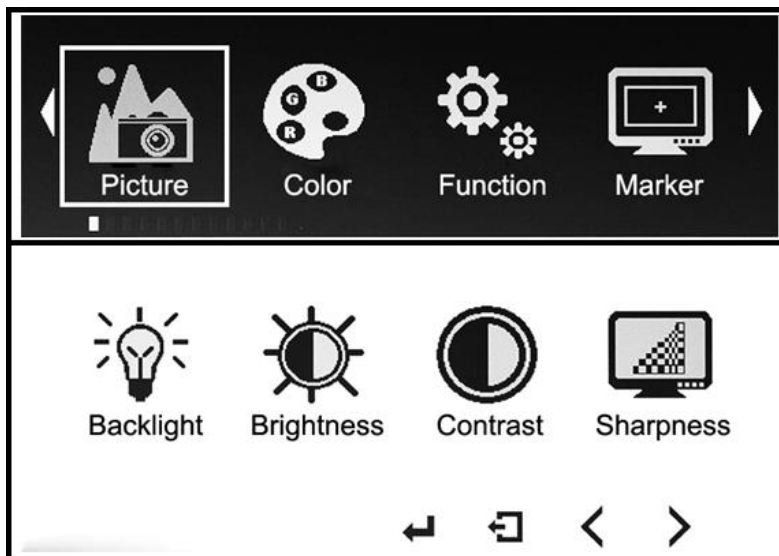 B
G
R
Picture Color Function Marker
Backlight Brightness Contrast Sharpness